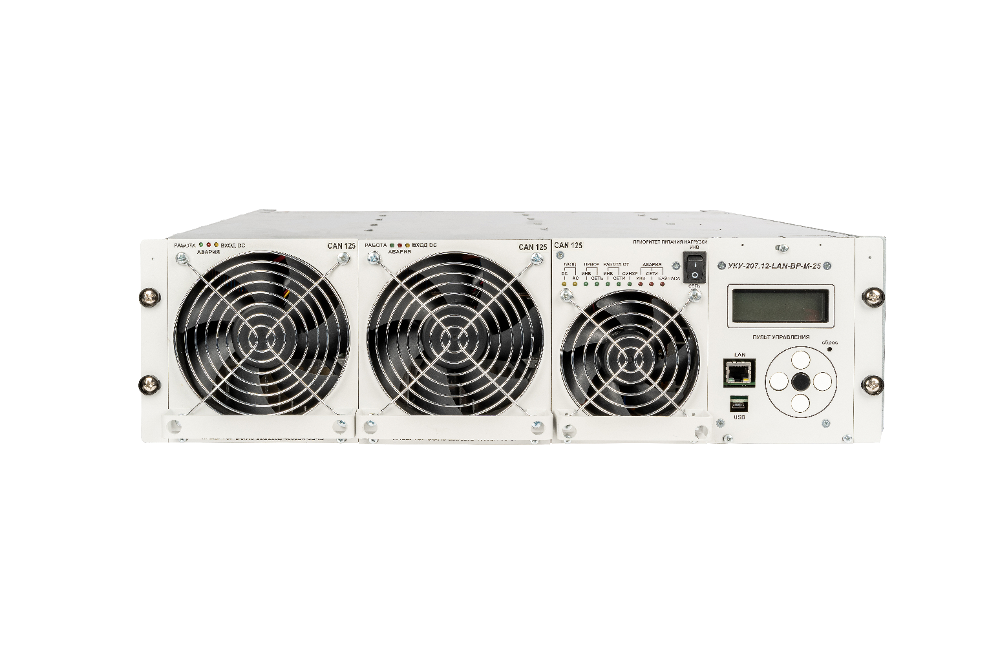 РАБОТА ВХОД DC
АВАРИЯ
CAN 125
РАБОТА ВХОД DC
АВАРИЯ
CAN 125
CAN 125
ПРИОРИТЕТ ПИТАНИЯ НАГРУЗКИ
ИНВ
I
O
СЕТЬ
ВХОД ПРИОР РАБОТА ОТ АВАРИЯ
DC ИНВ ИНВ СИНХР СЕТИ
AC СЕТЬ СЕТИ ИНВ БАЙПАСА
УКУ-207.12-LAN-BP-M-25
ПУЛЬТ УПРАВЛЕНИЯ
сброс
LAN
USB